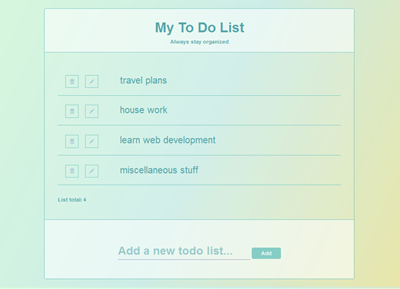 My To Do List
Always stay organized
travel plans
house work
learn web development
miscellaneous stuff
List total: 4
Add a new todo list...
Add